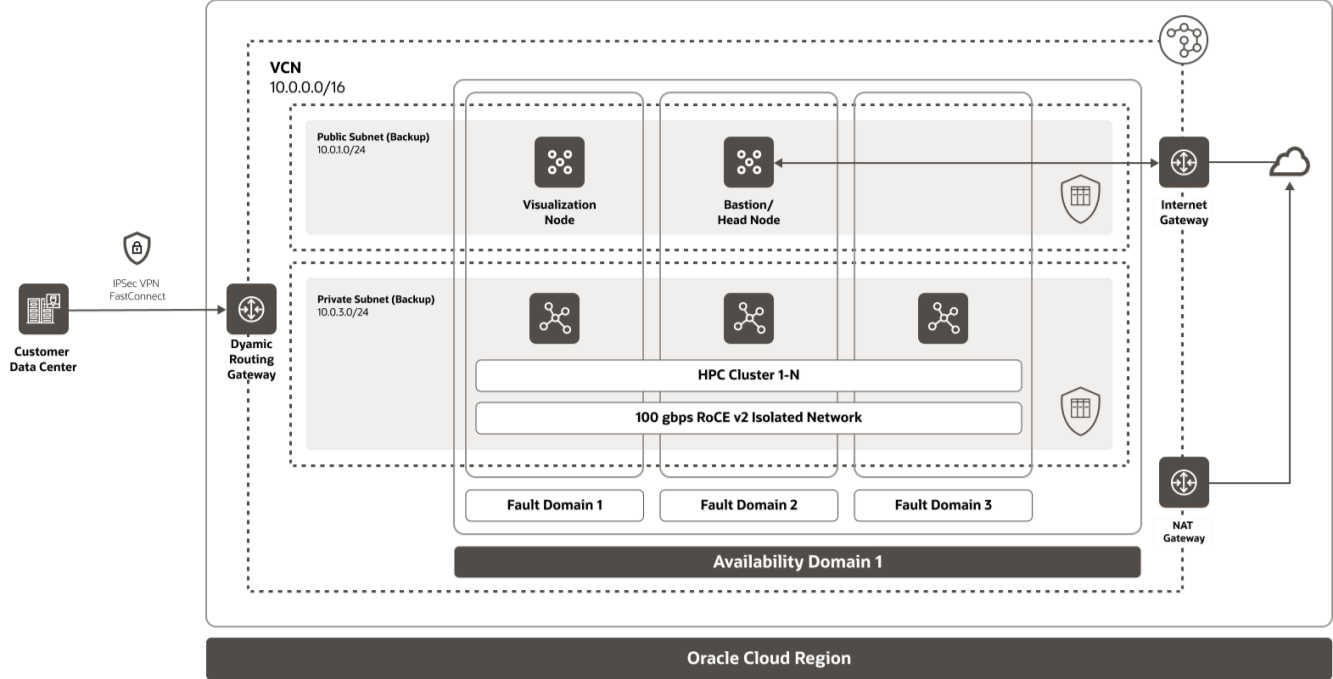 VCN
10.0.0.0/16
Public Subnet (Backup)
10.0.1.0/24
Visualization
Node
Bastion/
Head Node
Internet
Gateway
IPSec VPN
FastConnect
Customer
Data Center
Dyamic
Routing
Gateway
Private Subnet (Backup)
10.0.3.0/24
HPC Cluster 1-N
100 gbps RoCE v2 Isolated Network
Fault Domain 1
Fault Domain 2
Fault Domain 3
NAT
Gateway
Availability Domain 1
Oracle Cloud Region